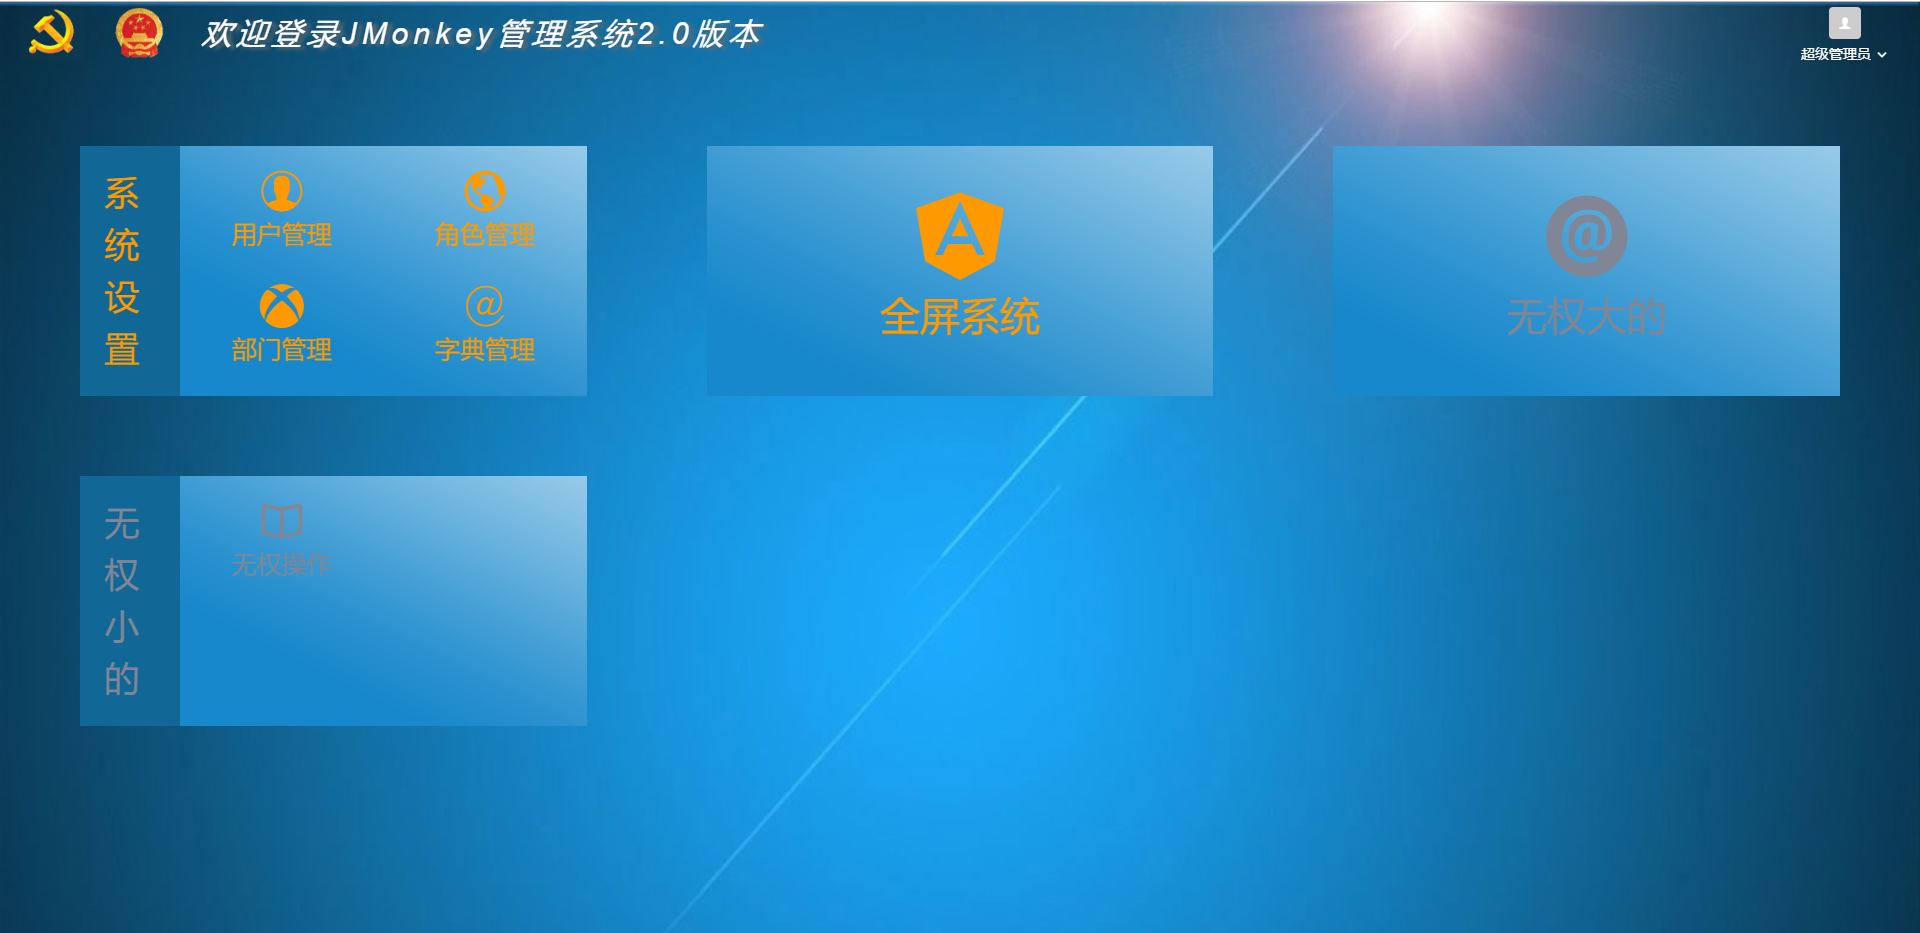 欢迎登录JMonkey管理系统2.0版本
超级管理员
系统设置
用户管理
角色管理
部门管理
字典管理
全屏系统
无权大的
无权小的
无权操作